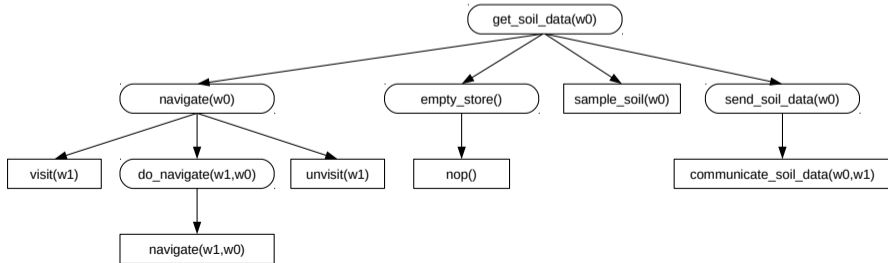 get_soil_data(w0)
navigate(w0)
empty_store()
sample_soil(w0)
send_soil_data(w0)
visit(w1)
do_navigate(w1,w0)
unvisit(w1)
nop()
communicate_soil_data(w0,w1)
navigate(w1,w0)